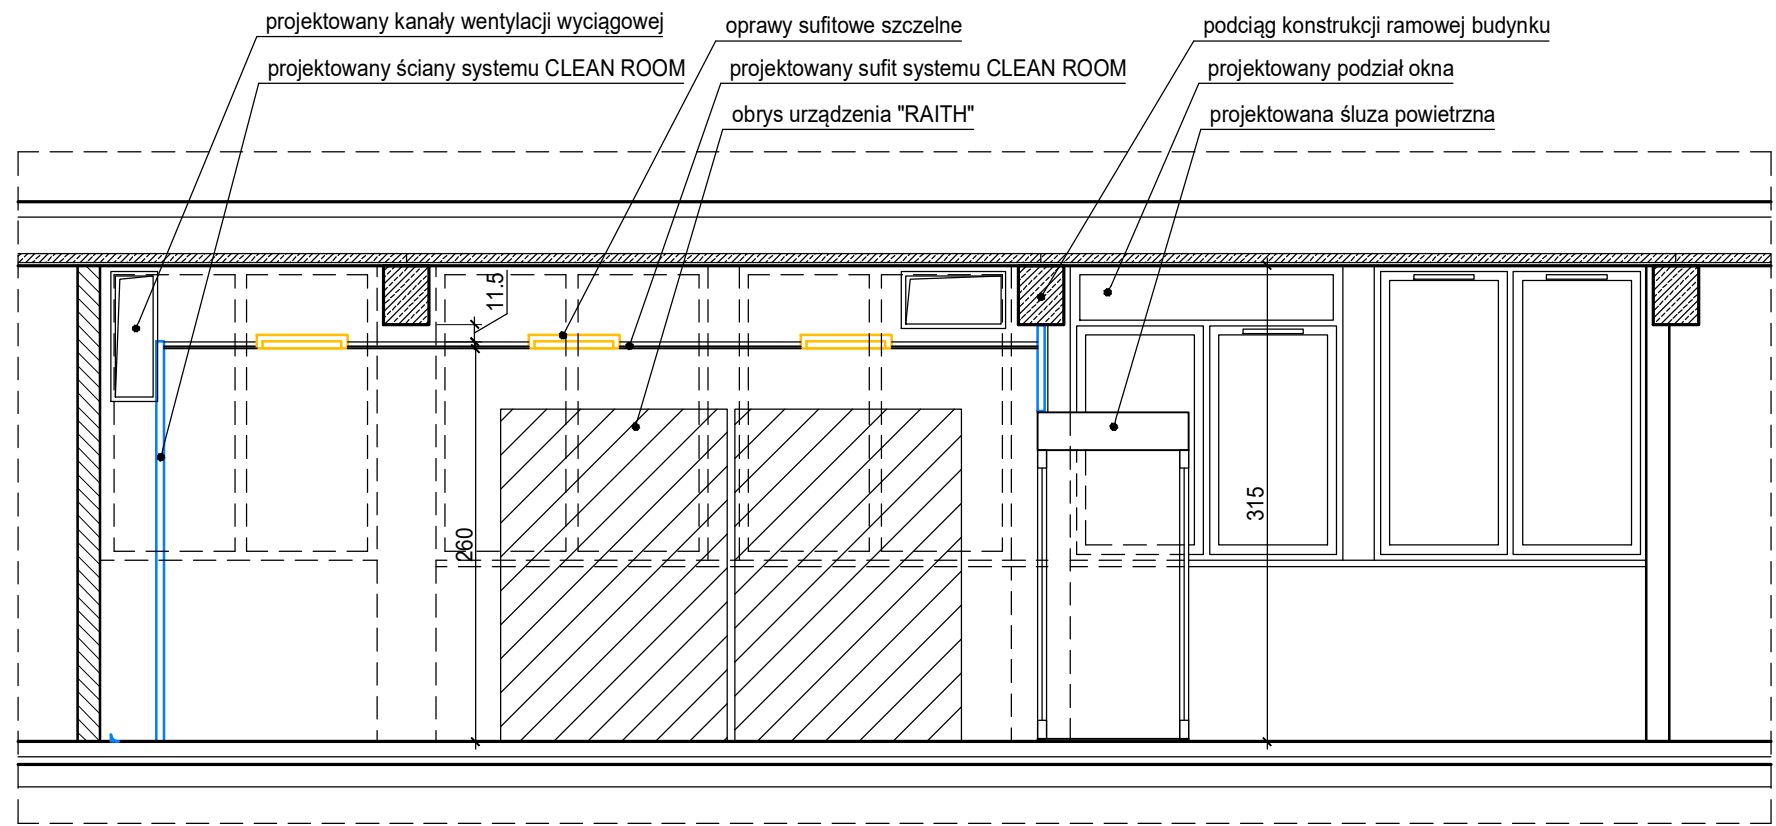 projektowany kanały wentylacji wyciągowej
oprawy sufitowe szczelne
podciąg konstrukcji ramowej budynku
projektowany ściany systemu CLEAN ROOM
projektowany sufit systemu CLEAN ROOM
projektowany podział okna
obrys urządzenia "RAITH"
projektowana śluza powietrzna
11.5
260
315